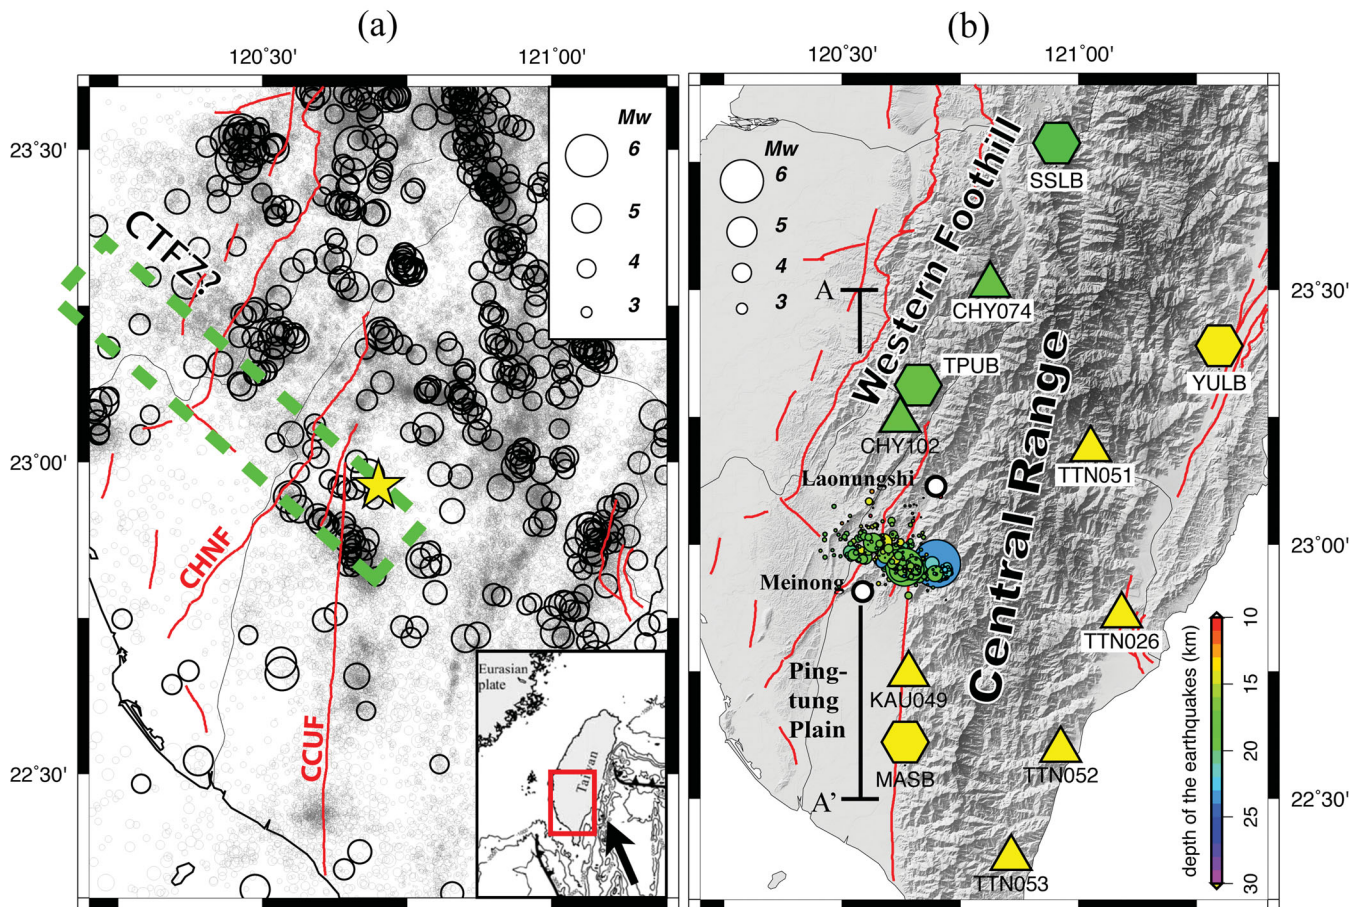 (a)
120˚30'
121˚00'
23˚30'
23˚00'
22˚30'
Mw
6
5
4
3
CTFZ?
CHNF
CCUF
Eurasian
plate
Taiwan
(b)
120˚30'
121˚00'
23˚30'
23˚00'
22˚30'
Mw
6
5
4
3
Western Foothill
SSLB
A
CHY074
TPUB
YULB
CHY102
Central Range
TTN051
Laonungshi
Meinong
TTN026
Ping-
tung
Plain
KAU049
MASB
TTN052
A'
TTN053
depth of the earthquakes (km)
10
15
20
25
30